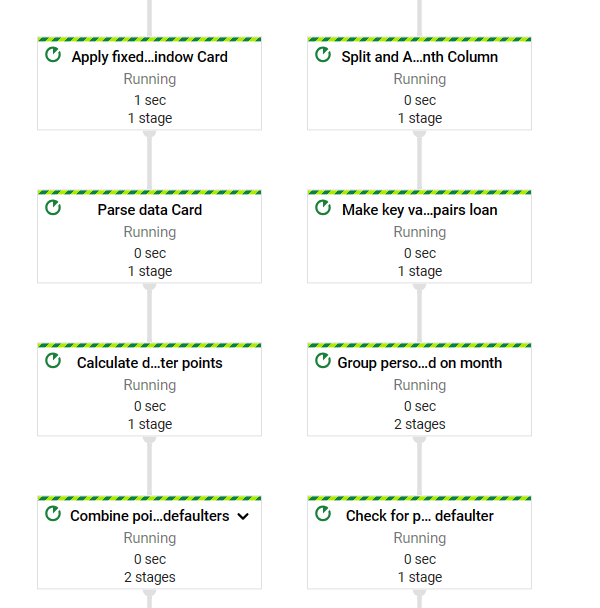 Apply fixed...indow Card
Running
1 sec
1 stage
Split and A...nth Column
Running
0 sec
1 stage
Parse data Card
Running
0 sec
1 stage
Make key va...pairs loan
Running
0 sec
1 stage
Calculate d...ter points
Running
0 sec
1 stage
Group perso...d on month
Running
0 sec
2 stages
Combine poi...defaulters
Running
0 sec
2 stages
Check for p... defaulter
Running
0 sec
1 stage